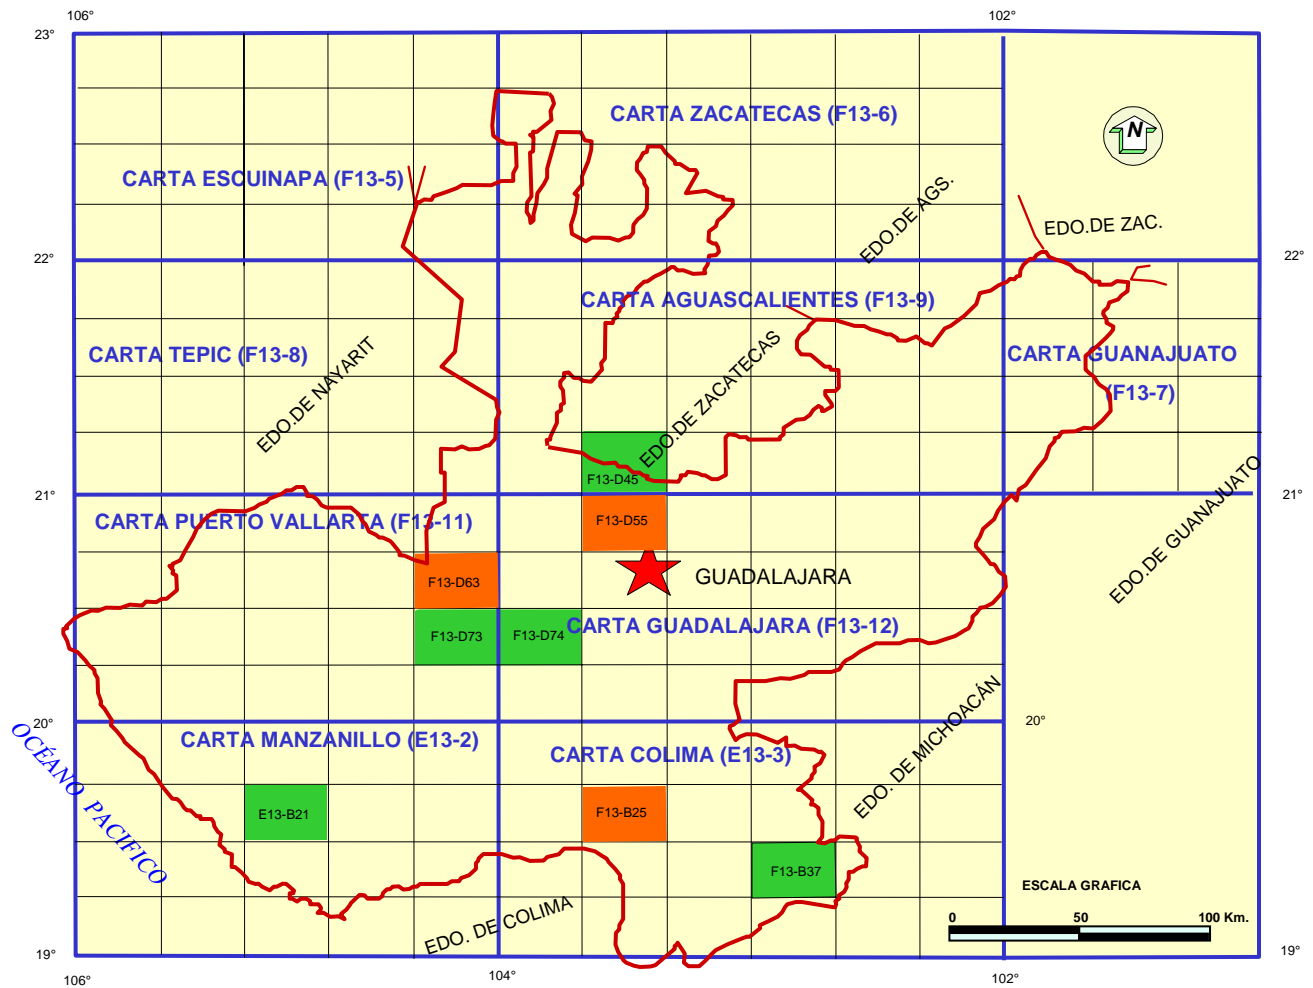 106°
102°
23°
CARTA ZACATECAS (F13-6)
N
CARTA ESCUINAPA (F13-5)
EDO.DE AGS.
EDO.DE ZAC.
22°
22°
CARTA AGUASCALIENTES (F13-9)
CARTA TEPIC (F13-8)
EDO.DE NAYARIT
EDO.DE ZACATECAS
CARTA GUANAJUATO
(F13-7)
F13-D45
21°
21°
CARTA PUERTO VALLARTA (F13-11)
F13-D55
EDO.DE GUANAJUATO
F13-D63
GUADALAJARA
F13-D73
F13-D74
CARTA GUADALAJARA (F13-12)
20°
20°
OCÉANO PACIFICO
CARTA MANZANILLO (E13-2)
CARTA COLIMA (E13-3)
EDO. DE MICHOACÁN
E13-B21
F13-B25
F13-B37
ESCALA GRAFICA
EDO. DE COLIMA
0
50
100 Km.
19°
19°
106°
104°
102°